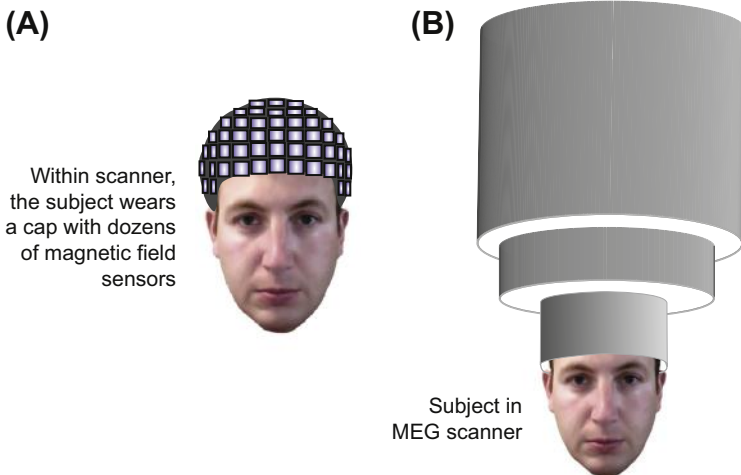 (A)
Within scanner,
the subject wears
a cap with dozens
of magnetic field
sensors
(B)
Subject in
MEG scanner